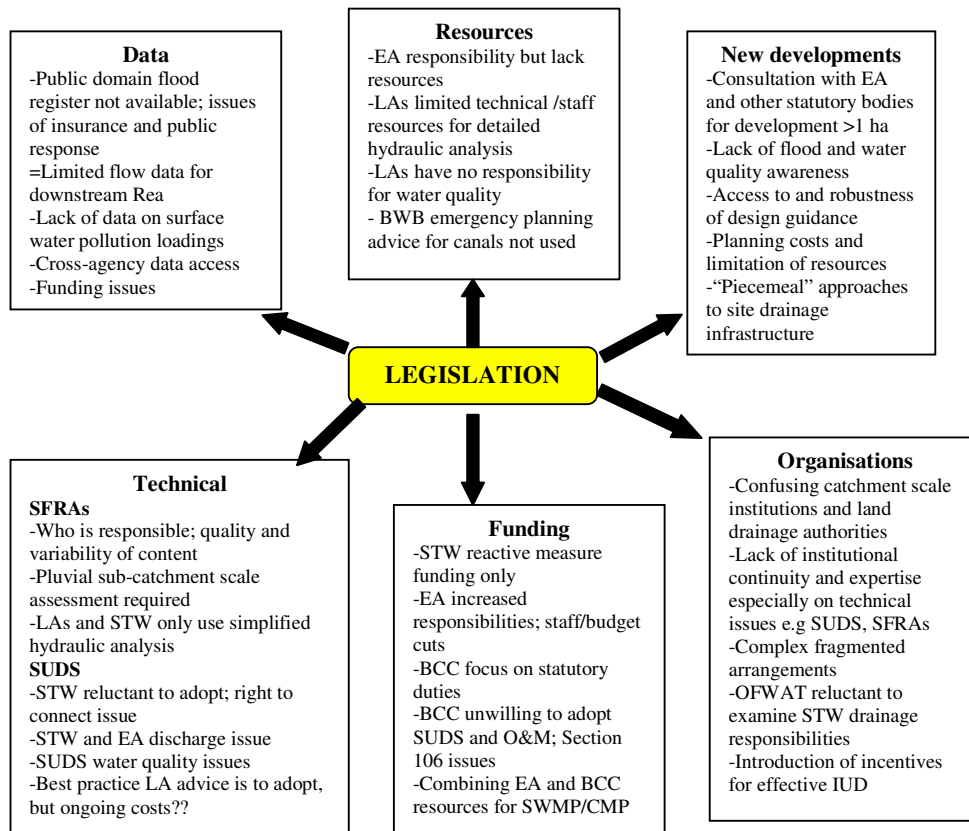 Data
-Public domain flood
register not available; issues
of insurance and public
response
=Limited flow data for
downstream Rea
-Lack of data on surface
water pollution loadings
-Cross-agency data access
-Funding issues
Resources
-EA responsibility but lack
resources
-LAs limited technical /staff
resources for detailed
hydraulic analysis
-LAs have no responsibility
for water quality
- BWB emergency planning
advice for canals not used
New developments
-Consultation with EA
and other statutory bodies
for development >1 ha
-Lack of flood and water
quality awareness
-Access to and robustness
of design guidance
-Planning costs and
limitation of resources
-“Piecemeal” approaches
to site drainage
infrastructure
LEGISLATION
Technical
SFRAs
-Who is responsible; quality and
variability of content
-Pluvial sub-catchment scale
assessment required
-LAs and STW only use simplified
hydraulic analysis
SUDS
-STW reluctant to adopt; right to
connect issue
-STW and EA discharge issue
-SUDS water quality issues
-Best practice LA advice is to adopt,
but ongoing costs??
Funding
-STW reactive measure
funding only
-EA increased
responsibilities; staff/budget
cuts
-BCC focus on statutory
duties
-BCC unwilling to adopt
SUDS and O&M; Section
106 issues
-Combining EA and BCC
resources for SWMP/CMP
Organisations
-Confusing catchment scale
institutions and land
drainage authorities
-Lack of institutional
continuity and expertise
especially on technical
issues e.g SUDS, SFRAs
-Complex fragmented
arrangements
-OFWAT reluctant to
examine STW drainage
responsibilities
-Introduction of incentives
for effective IUD